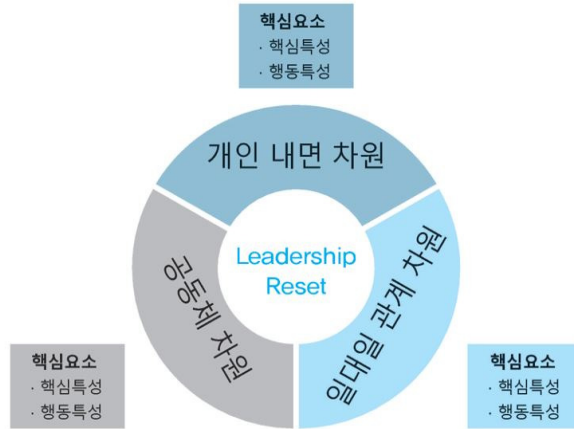 핵심요소
· 핵심특성
· 행동특성
개인 내면 차원
Leadership
Reset
공동체 차원
일대일 관계 차원
핵심요소
· 핵심특성
· 행동특성
핵심요소
· 핵심특성
· 행동특성